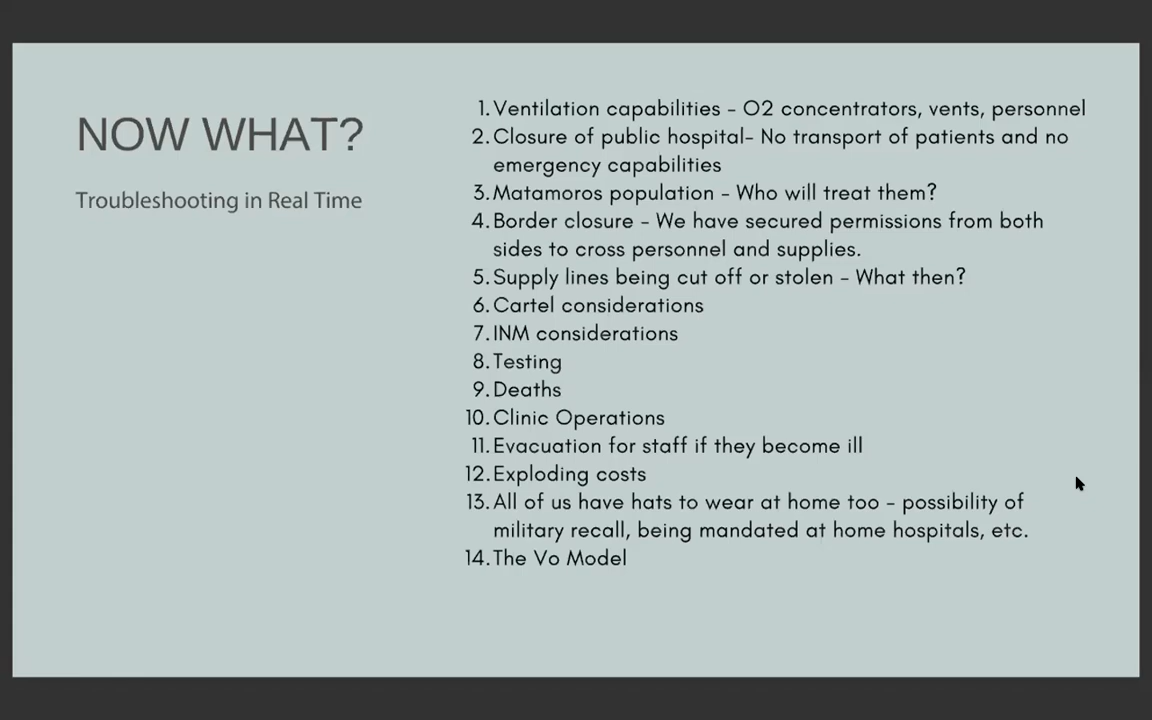 NOW WHAT?
Troubleshooting in Real Time
1. Ventilation capabilities - O2 concentrators, vents, personnel
2. Closure of public hospital- No transport of patients and no
emergency capabilities
3. Matamoros population - Who will treat them?
4. Border closure - We have secured permissions from both
sides to cross personnel and supplies.
5. Supply lines being cut off or stolen - What then?
6. Cartel considerations
7. INM considerations
8. Testing
9. Deaths
10. Clinic Operations
11. Evacuation for staff if they become ill
12. Exploding costs
13. All of us have hats to wear at home too - possibility of
military recall, being mandated at home hospitals, etc.
14. The Vo Model